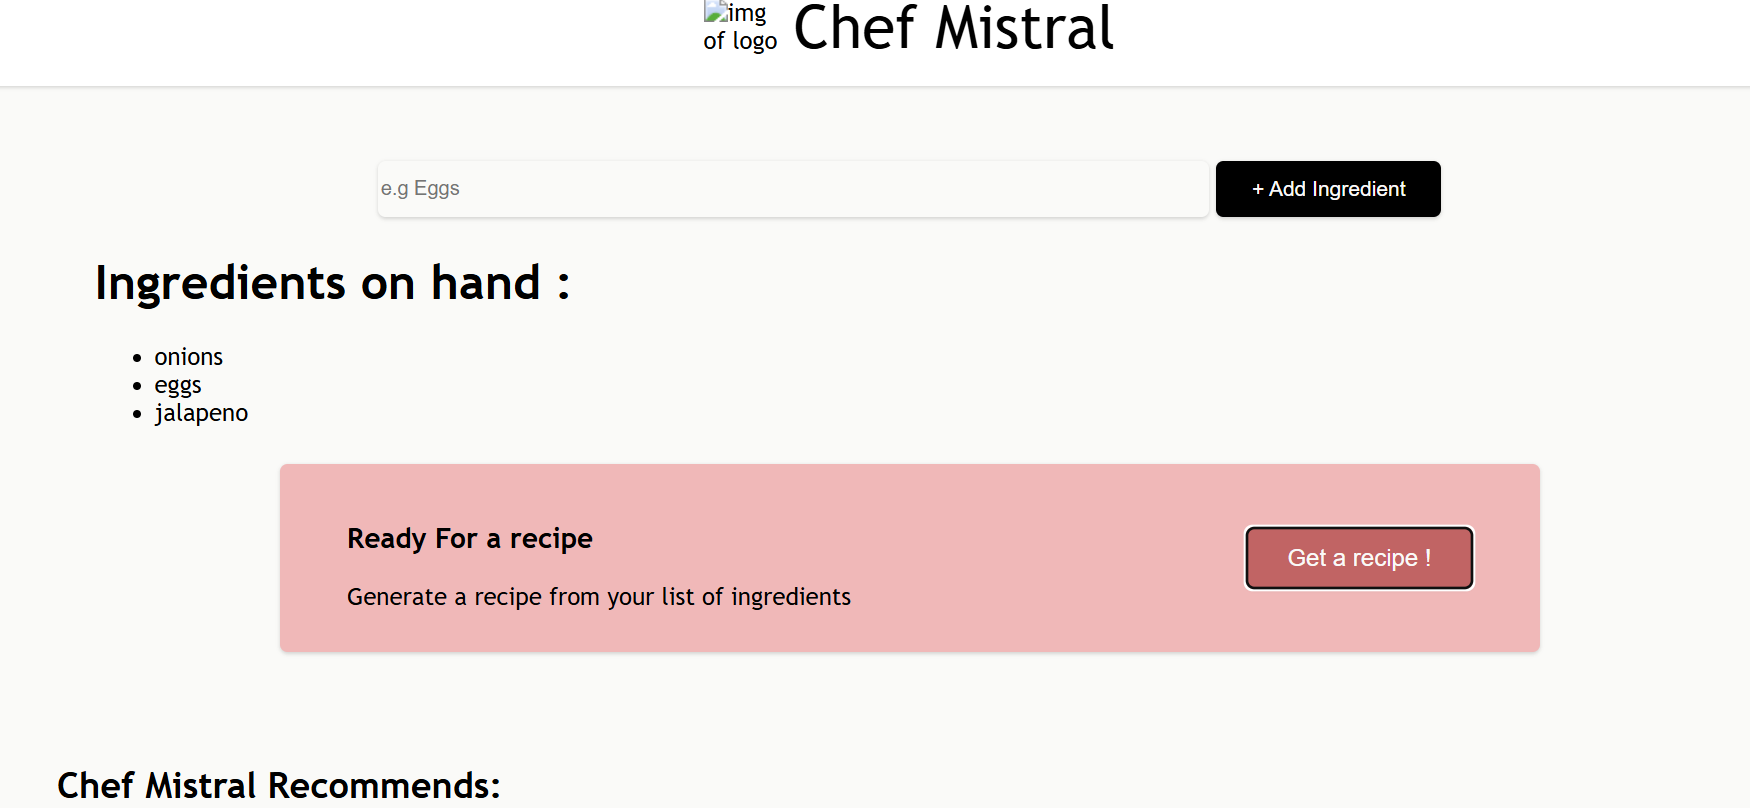 img
of logo
Chef Mistral
e.g Eggs
+ Add Ingredient
Ingredients on hand :
onions
eggs
jalapeno
Ready For a recipe
Get a recipe !
Generate a recipe from your list of ingredients
Chef Mistral Recommends: